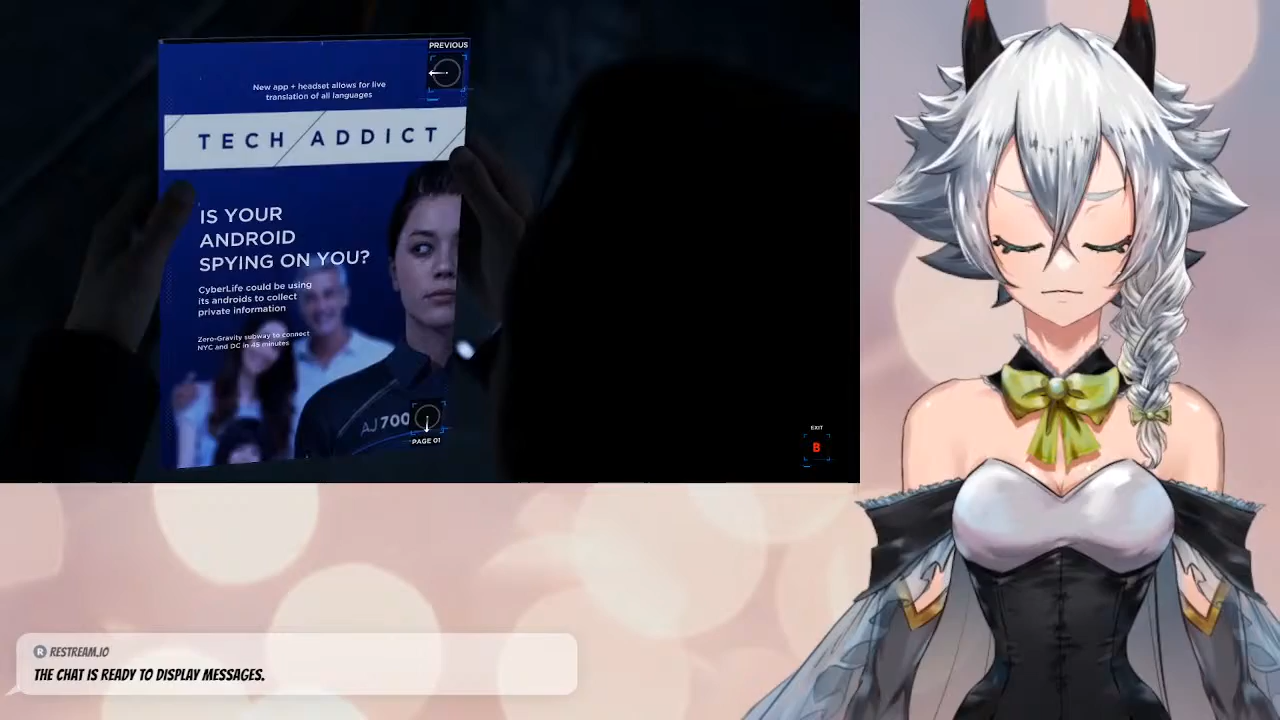 PREVIOUS
New app + headset allows for live
translation of all languages
TECH ADDICT
IS YOUR
ANDROID
SPYING ON YOU?
CyberLife could be using
its androids to collect
private information
Zero-Gravity subway to connect
NYC and DC in 45 minutes
AJ700
PAGE 01
EXIT
B
R RESTREAM.IO
THE CHAT IS READY TO DISPLAY MESSAGES.